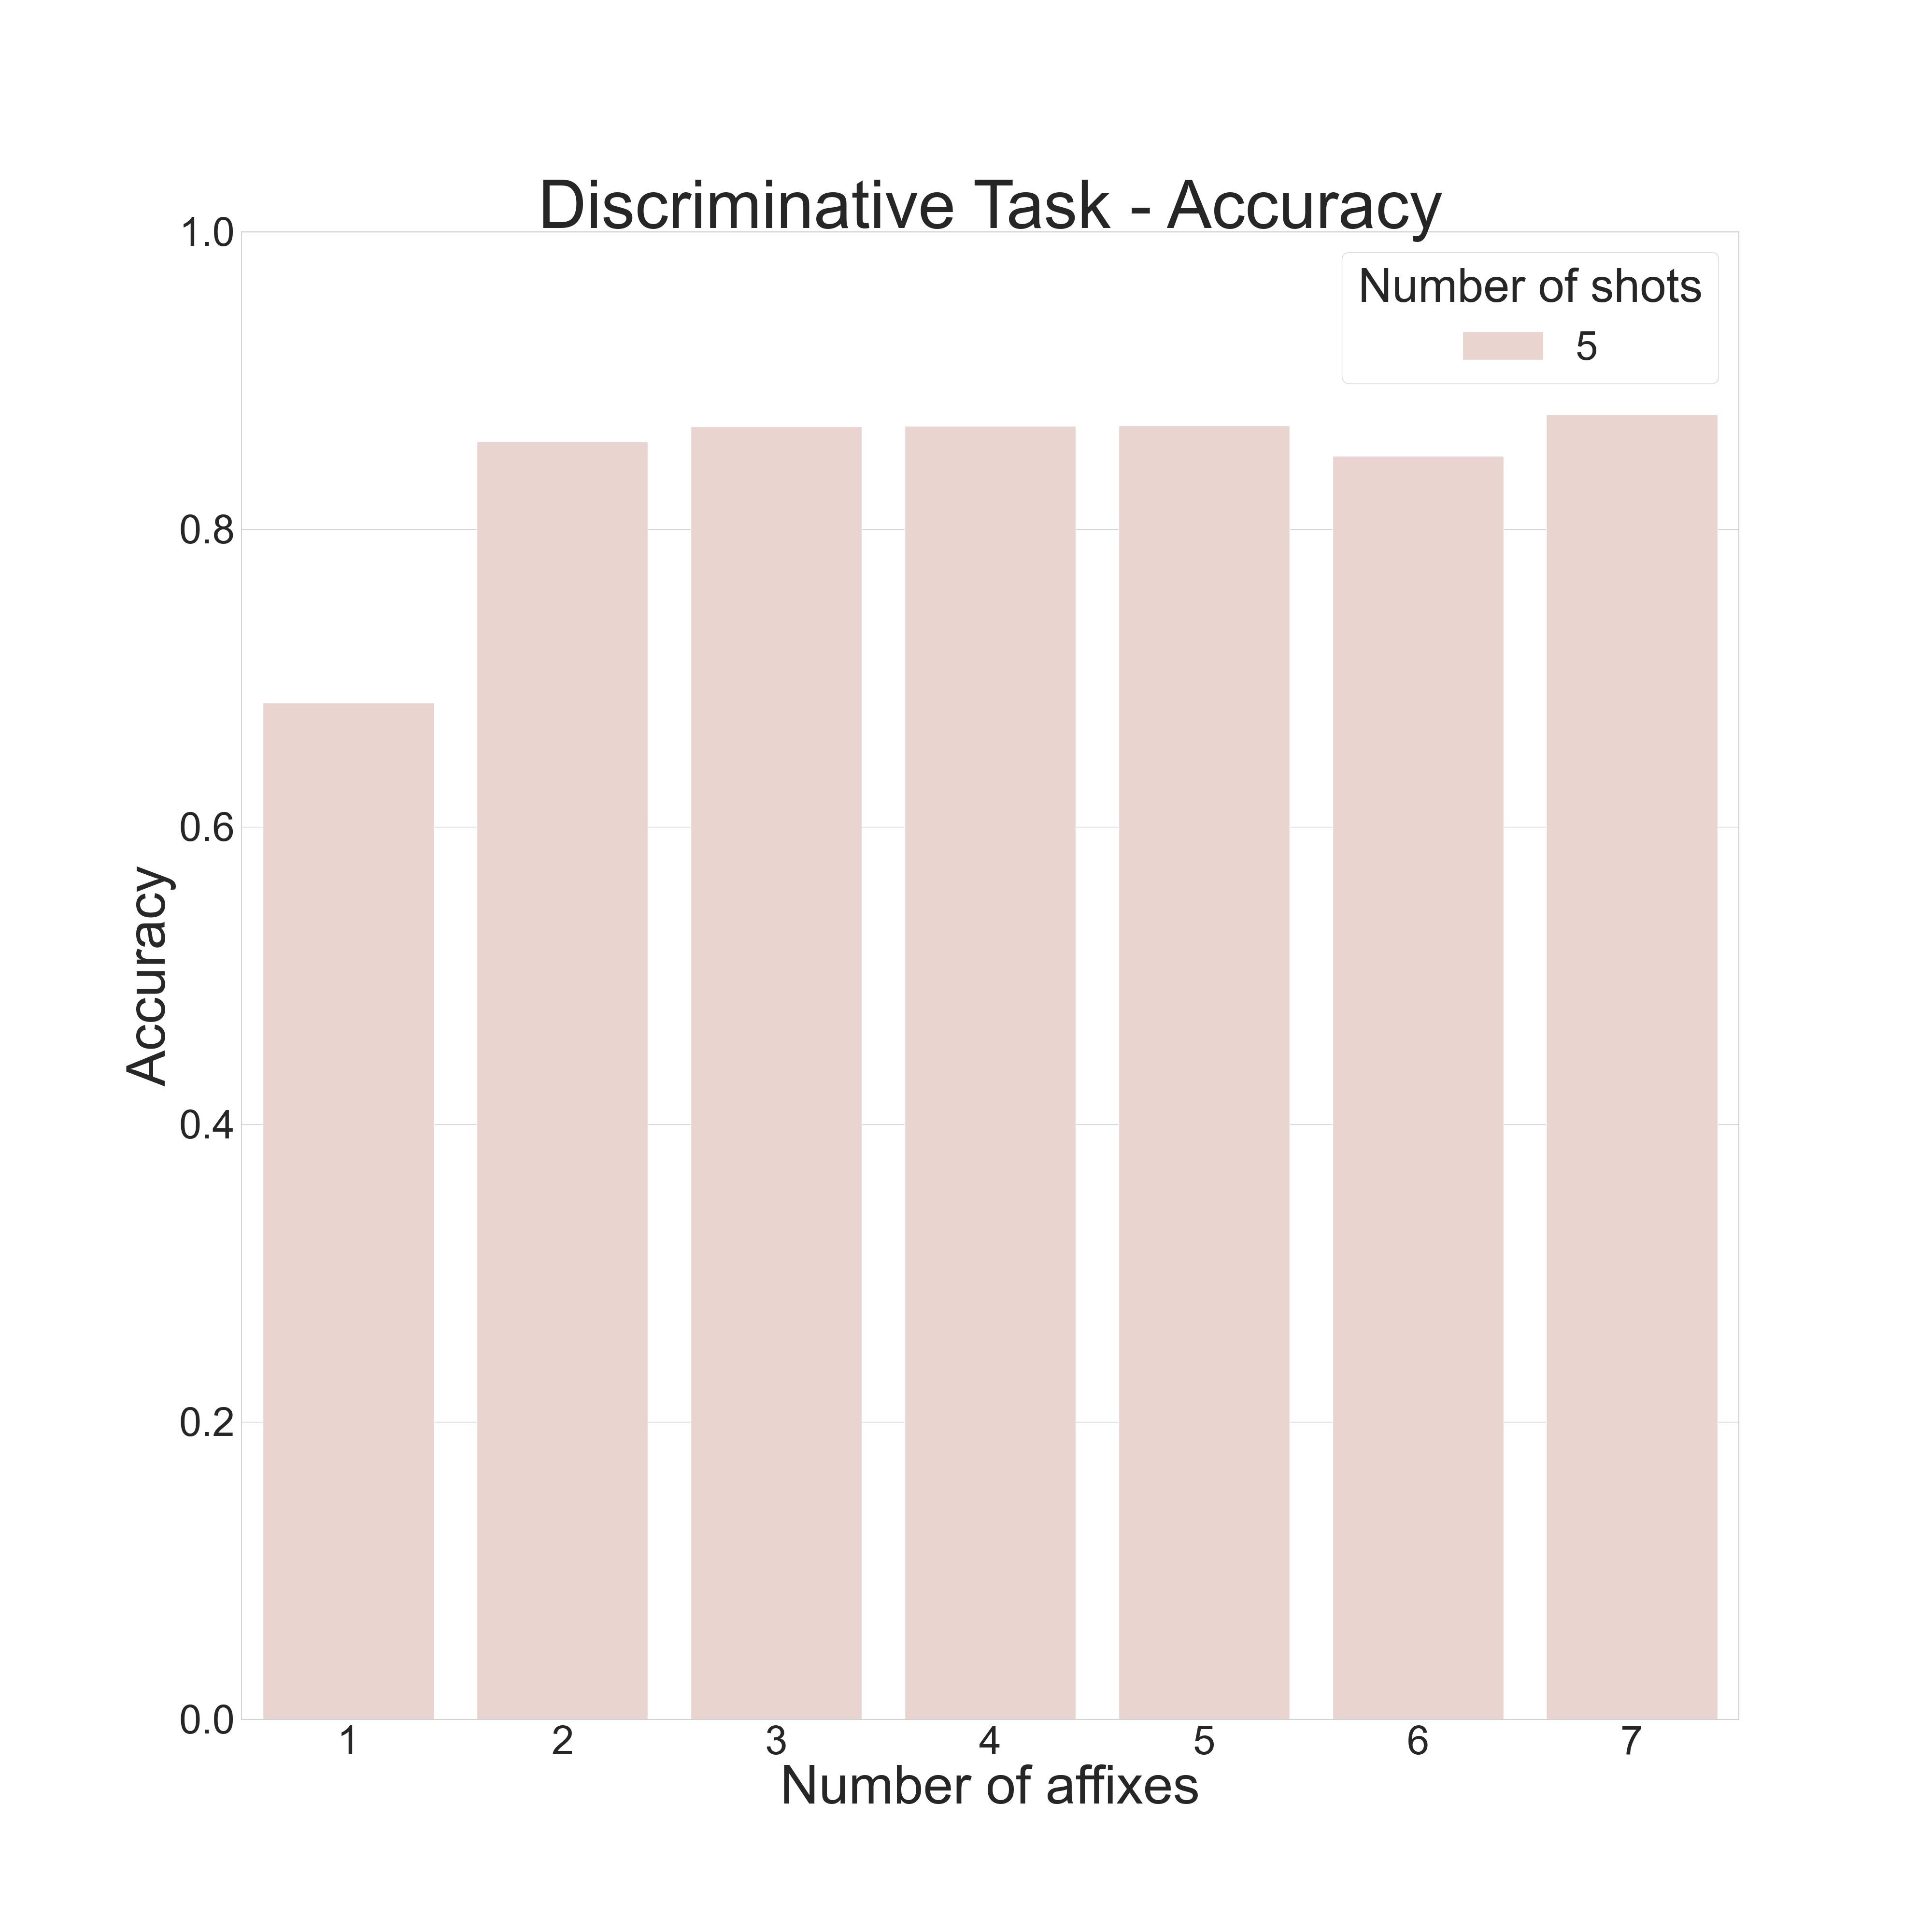 Discriminative Task - Accuracy
Number of shots
5
1.0
0.8
0.6
0.4
0.2
0.0
Accuracy
1 2 3 4 5 6 7
Number of affixes